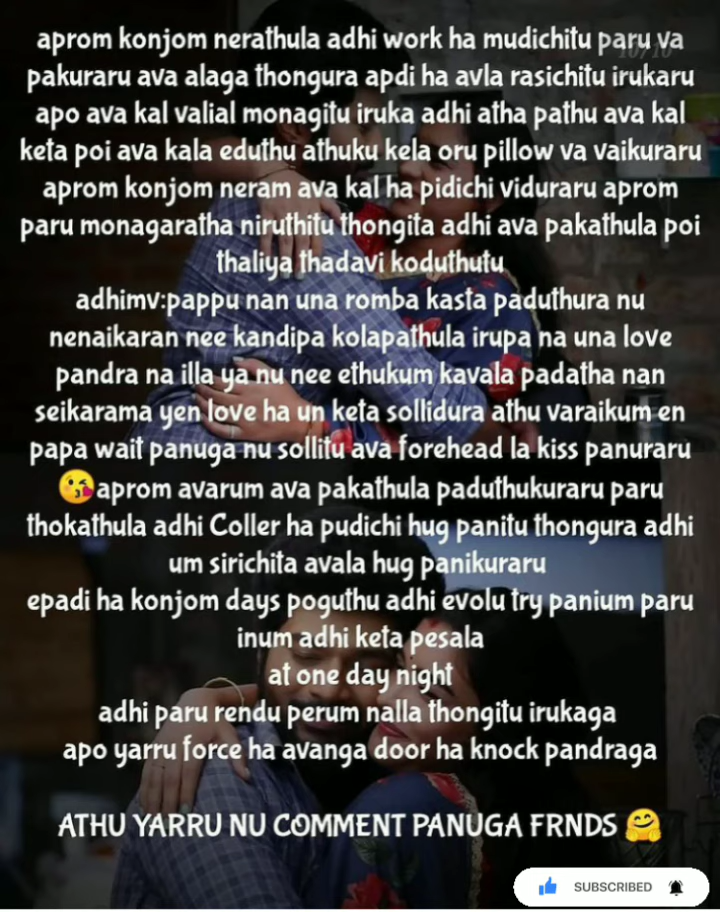 aprom konjom nerathula adhi work ha mudichitu paru va
pakuraru ava alaga thongura apdi ha avla rasichitu irukaru
apo ava kal valial monagitu iruka adhi atha pathu ava kal
keta poi ava kala eduthu athuku kela oru pillow va vaikuraru
aprom konjom neram ava kal ha pidichi viduraru aprom
paru monagaratha niruthitu thongita adhi ava pakathula poi
thaliya thadavi koduthutu
adhimv:pappu nan una romba kasta paduthura nu
nenaikaran nee kandipa kolapathula irupa na una love
pandra na illa ya nu nee ethukum kavala padatha nan
seikarama yen love ha un keta sollidura athu varaikum en
papa wait panuga nu sollitu ava forehead la kiss panuraru
😘aprom avarum ava pakathula paduthukuraru paru
thokathula adhi Coller ha pudichi hug panitu thongura adhi
um sirichita avala hug panikuraru
epadi ha konjom days poguthu adhi evolu try panium paru
inum adhi keta pesala
at one day night
adhi paru rendu perum nalla thongitu irukaga
apo yarru force ha avanga door ha knock pandraga
ATHU YARRU NU COMMENT PANUGA FRNDS 🤗
SUBSCRIBED